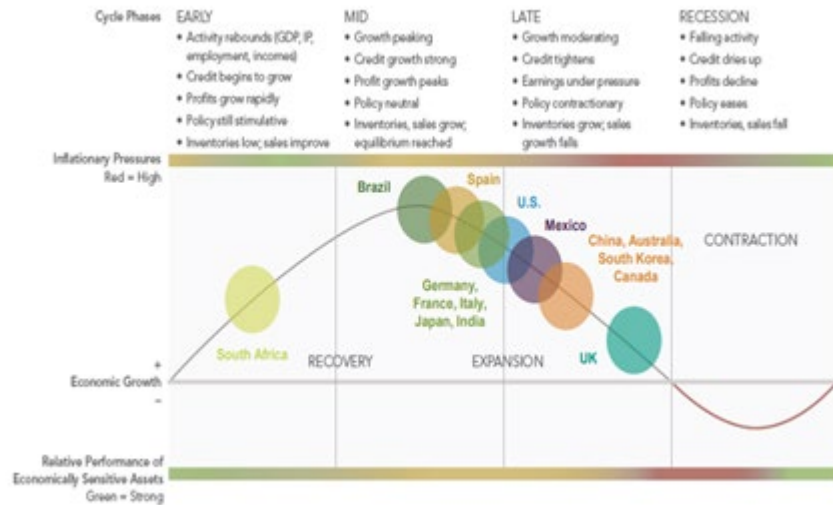 Cycle Phases
EARLY
• Activity rebounds (GDP, IP,
employment, incomes)
• Credit begins to grow
• Profits grow rapidly
• Policy still stimulative
• Inventories low; sales improve
MID
• Growth peaking
• Credit growth strong
• Profit growth peaks
• Policy neutral
• Inventories, sales grow;
equilibrium reached
LATE
• Growth moderating
• Credit tightens
• Earnings under pressure
• Policy contractionary
• Inventories grow; sales
growth falls
RECESSION
• Falling activity
• Credit dries up
• Profits decline
• Policy eases
• Inventories, sales fall
Inflationary Pressures
Red = High
Brazil
Spain
U.S.
Mexico
China, Australia,
South Korea,
Canada
CONTRACTION
Germany,
France, Italy,
Japan, India
South Africa
RECOVERY
EXPANSION
UK
+
Economic Growth
–
Relative Performance of
Economically Sensitive Assets
Green = Strong